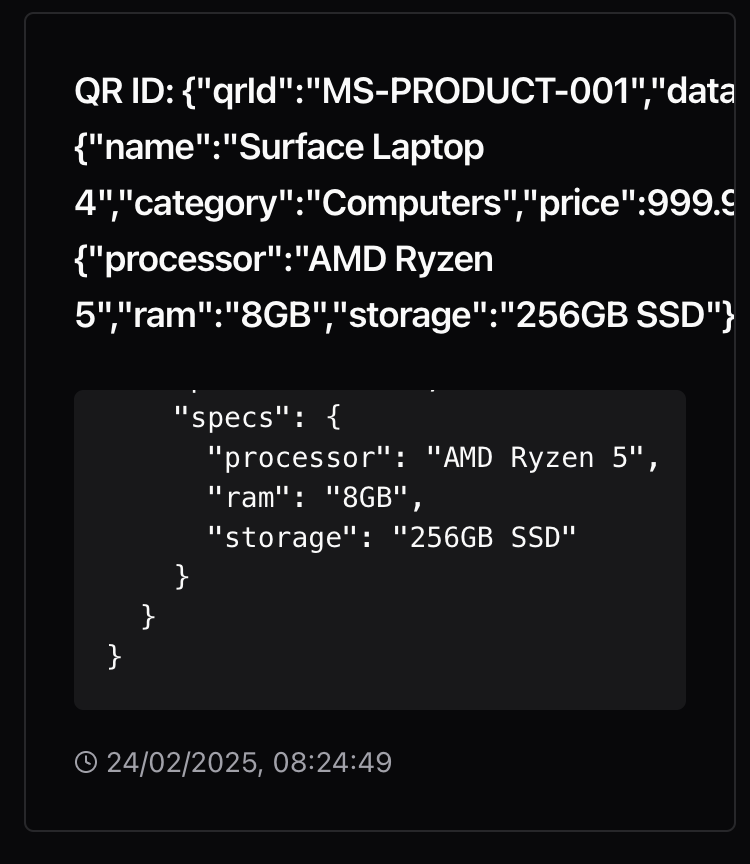 QR ID: {"qrId":"MS-PRODUCT-001","data
{"name":"Surface Laptop
4","category":"Computers","price":999.9
{"processor":"AMD Ryzen
5","ram":"8GB","storage":"256GB SSD"}
"specs": {
"processor": "AMD Ryzen 5",
"ram": "8GB",
"storage": "256GB SSD"
}
}
}
24/02/2025, 08:24:49